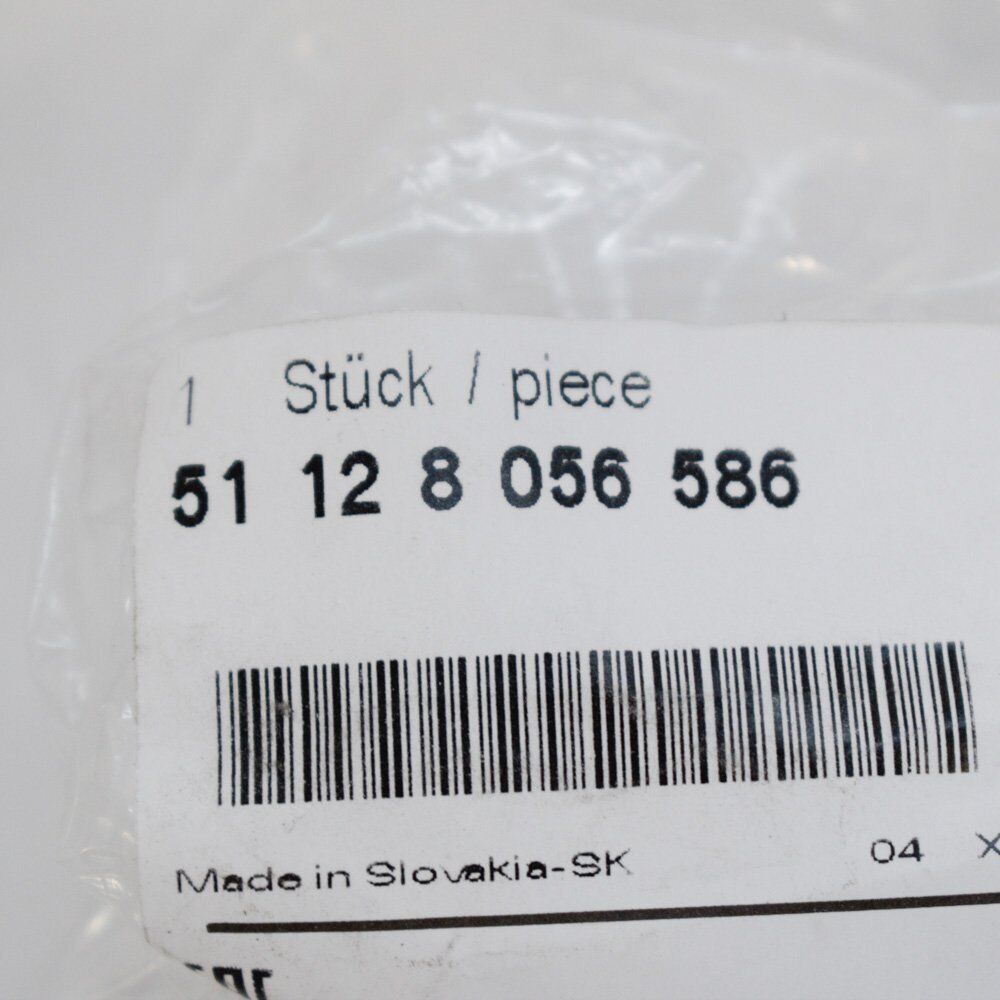 1 Stück / piece
51 12 8 056 586
Made in Slovakia-SK 04 X